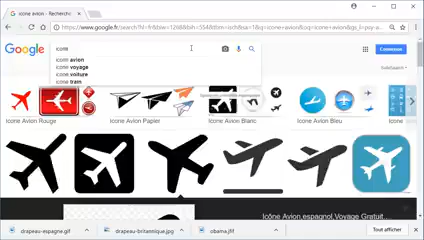 icone avion - Recherch
https://www.google.fr/search?
Google
icone
icone avion
icone voyage
icone voiture
icone train
Connexion
SafeSearch
Icone Avion Rouge
Icone Avion Papier
Icone Avion Blanc
Icone Avion Bleu
Icone
Icône Avion,espagnol,Voyage Gratuit...
drapeau-espagne.gif
drapeau-britannique.jpg
obama.jfif
Tout afficher